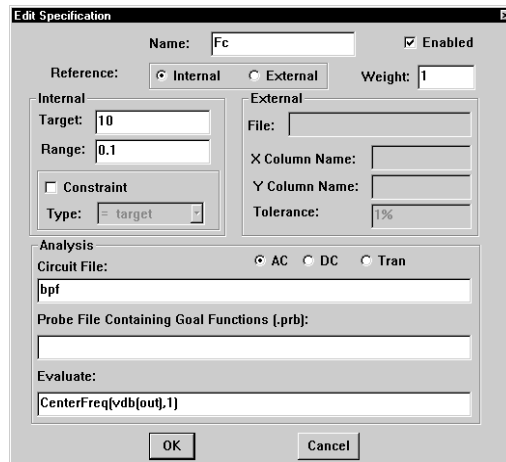 Edit Specification
Name: Fc Enabled
Reference: Internal External Weight: 1
Internal External
Target: 10 File:
Range: 0.1 X Column Name:
Constraint Y Column Name:
Type: = target Tolerance: 1%
Analysis
Circuit File: AC DC Tran
bpf
Probe File Containing Goal Functions (.prb):
Evaluate:
CenterFreq(vdb(out),1)
OK Cancel